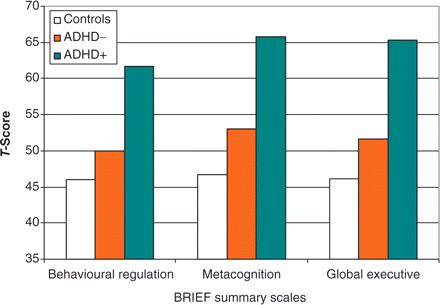 Controls
ADHD–
ADHD+
70
65
60
55
50
45
40
35
T-Score
Behavioural regulation
Metacognition
Global executive
BRIEF summary scales